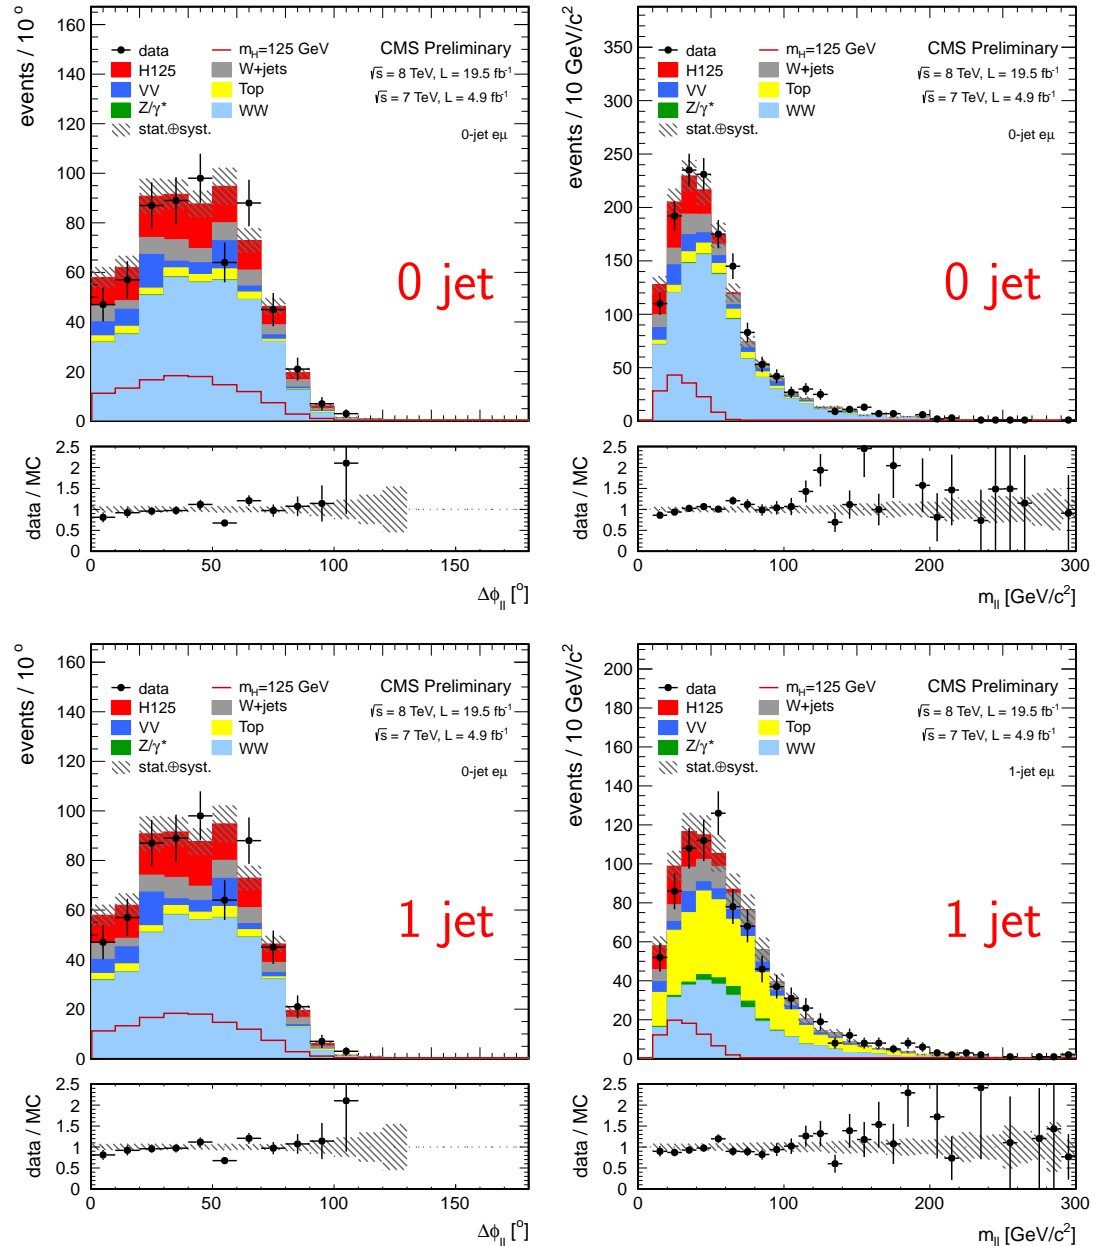 events / 10 °
160
140
120
100
80
60
40
20
0
data
H125
VV
Z/γ*
stat.⊕syst.
m_H=125 GeV
W+jets
Top
WW
CMS Preliminary
√s = 8 TeV, L = 19.5 fb⁻¹
√s = 7 TeV, L = 4.9 fb⁻¹
0-jet eμ
0 jet
data / MC
2.5
2
1.5
1
0.5
0
0 50 100 150
Δϕ_ll [°]
events / 10 GeV/c²
350
300
250
200
150
100
50
0
data
H125
VV
Z/γ*
stat.⊕syst.
m_H=125 GeV
W+jets
Top
WW
CMS Preliminary
√s = 8 TeV, L = 19.5 fb⁻¹
√s = 7 TeV, L = 4.9 fb⁻¹
0-jet eμ
0 jet
data / MC
2.5
2
1.5
1
0.5
0
0 100 200 300
m_ll [GeV/c²]
events / 10 °
160
140
120
100
80
60
40
20
0
data
H125
VV
Z/γ*
stat.⊕syst.
m_H=125 GeV
W+jets
Top
WW
CMS Preliminary
√s = 8 TeV, L = 19.5 fb⁻¹
√s = 7 TeV, L = 4.9 fb⁻¹
0-jet eμ
1 jet
data / MC
2.5
2
1.5
1
0.5
0
0 50 100 150
Δϕ_ll [°]
events / 10 GeV/c²
200
180
160
140
120
100
80
60
40
20
0
data
H125
VV
Z/γ*
stat.⊕syst.
m_H=125 GeV
W+jets
Top
WW
CMS Preliminary
√s = 8 TeV, L = 19.5 fb⁻¹
√s = 7 TeV, L = 4.9 fb⁻¹
1-jet eμ
1 jet
data / MC
2.5
2
1.5
1
0.5
0
0 100 200 300
m_ll [GeV/c²]